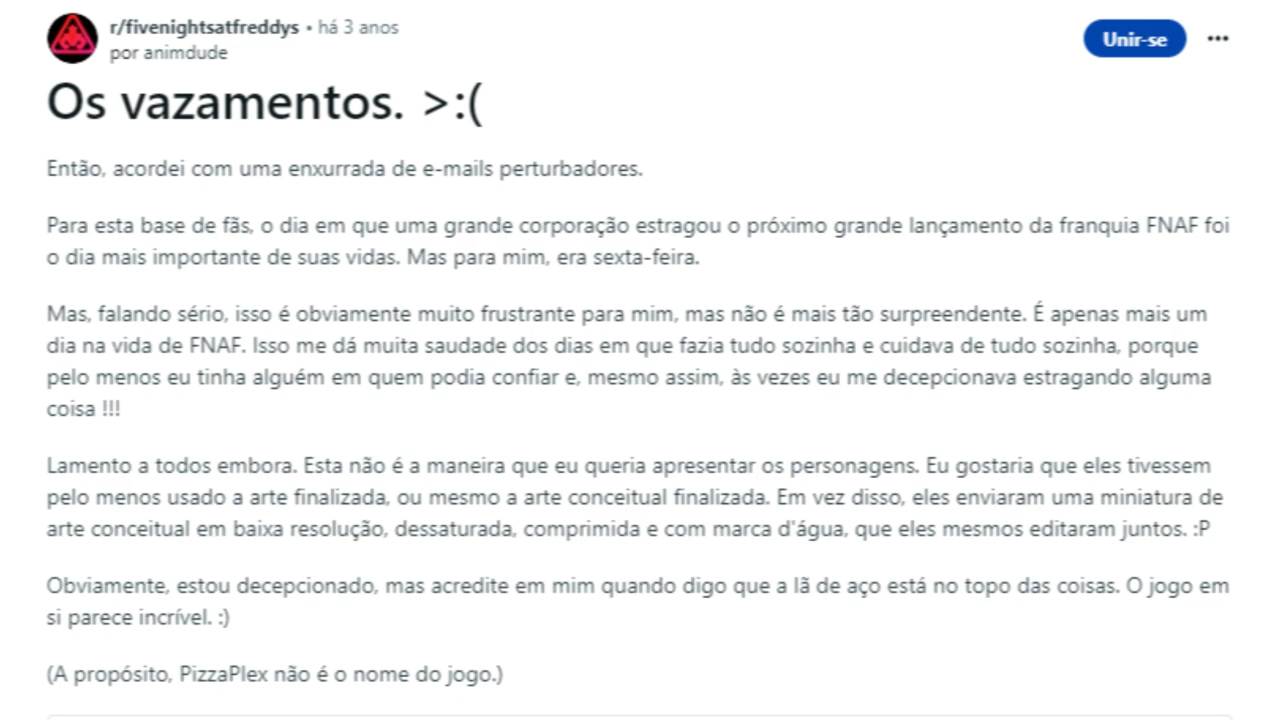 r/fivenightsatfreddys • há 3 anos
por animdude
Unir-se
Os vazamentos. >:(
Então, acordei com uma enxurrada de e-mails perturbadores.
Para esta base de fãs, o dia em que uma grande corporação estragou o próximo grande lançamento da franquia FNAF foi
o dia mais importante de suas vidas. Mas para mim, era sexta-feira.
Mas, falando sério, isso é obviamente muito frustrante para mim, mas não é mais tão surpreendente. É apenas mais um
dia na vida de FNAF. Isso me dá muita saudade dos dias em que fazia tudo sozinha e cuidava de tudo sozinha, porque
pelo menos eu tinha alguém em quem podia confiar e, mesmo assim, às vezes eu me decepcionava estragando alguma
coisa !!!
Lamento a todos embora. Esta não é a maneira que eu queria apresentar os personagens. Eu gostaria que eles tivessem
pelo menos usado a arte finalizada, ou mesmo a arte conceitual finalizada. Em vez disso, eles enviaram uma miniatura de
arte conceitual em baixa resolução, dessaturada, comprimida e com marca d'água, que eles mesmos editaram juntos. :P
Obviamente, estou decepcionado, mas acredite em mim quando digo que a lã de aço está no topo das coisas. O jogo em
si parece incrível. :)
(A propósito, PizzaPlex não é o nome do jogo.)